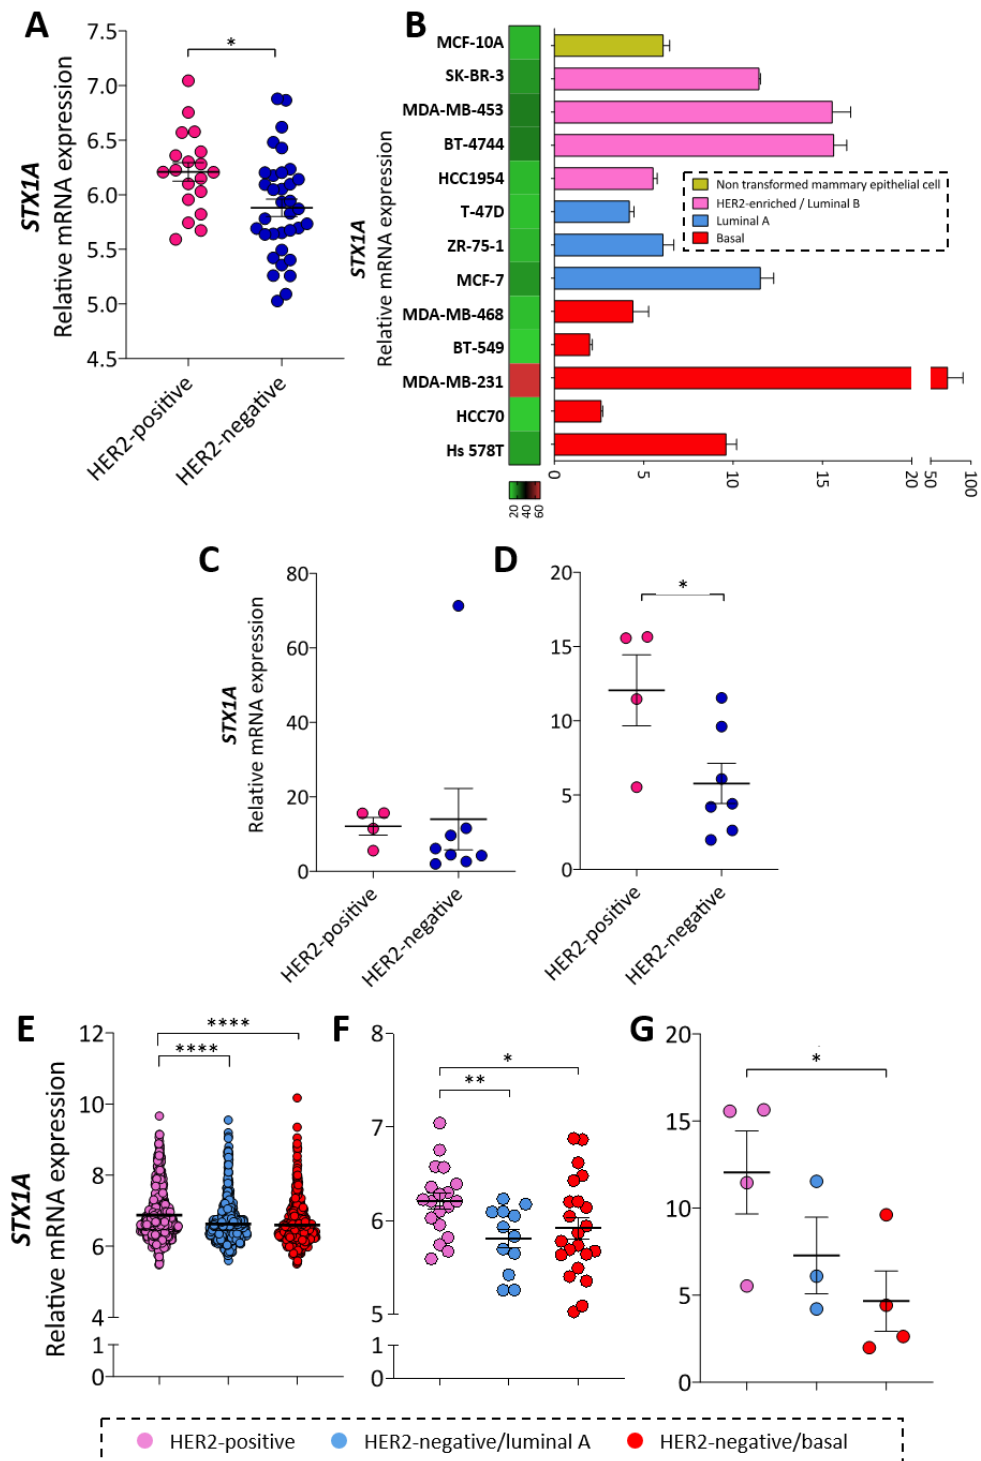 A
STX1A
Relative mRNA expression
7.5
7.0
6.5
6.0
5.5
5.0
4.5
*
HER2-positive
HER2-negative
B
STX1A
Relative mRNA expression
MCF-10A
SK-BR-3
MDA-MB-453
BT-4744
HCC1954
T-47D
ZR-75-1
MCF-7
MDA-MB-468
BT-549
MDA-MB-231
HCC70
Hs 578T
Non transformed mammary epithelial cell
HER2-enriched / Luminal B
Luminal A
Basal
20 40 60
0 5 10 15 20 50 100
C
STX1A
Relative mRNA expression
80
60
40
20
0
HER2-positive
HER2-negative
D
20
15
10
5
0
*
HER2-positive
HER2-negative
E
STX1A
Relative mRNA expression
12
10
8
6
4
1
0
****
****
F
8
7
6
5
1
0
*
**
G
20
15
10
5
0
*
HER2-positive HER2-negative/luminal A HER2-negative/basal